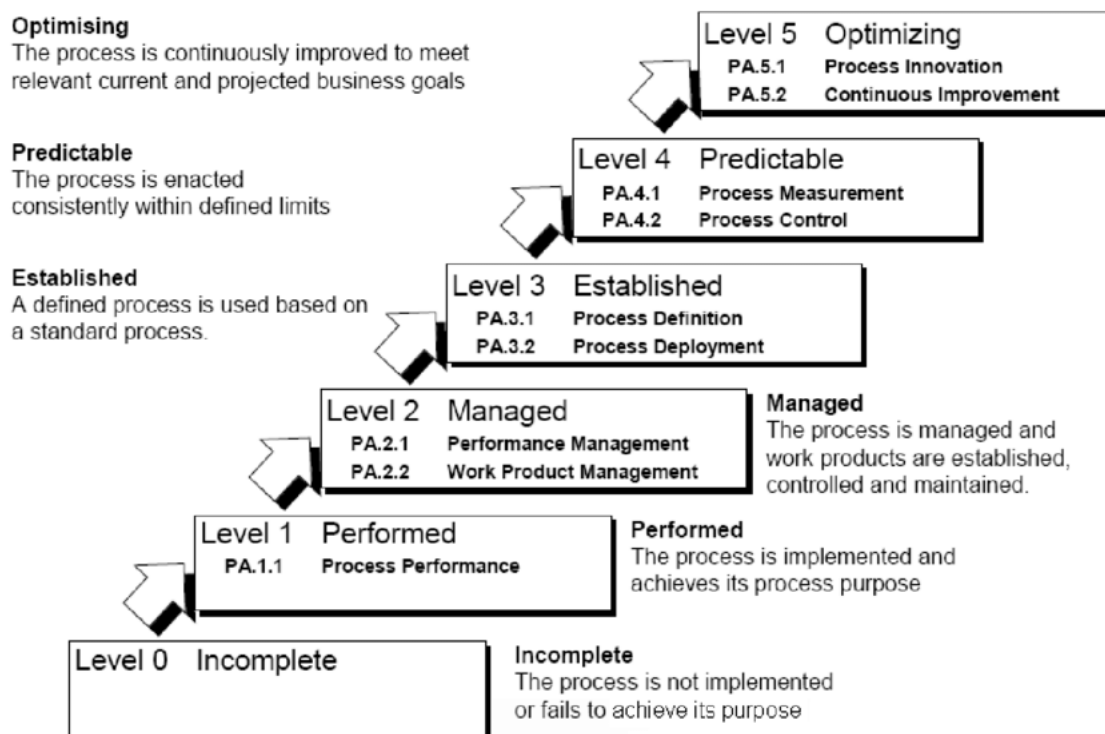 Optimising
The process is continuously improved to meet
relevant current and projected business goals
Level 5 Optimizing
PA.5.1 Process Innovation
PA.5.2 Continuous Improvement
Predictable
The process is enacted
consistently within defined limits
Level 4 Predictable
PA.4.1 Process Measurement
PA.4.2 Process Control
Established
A defined process is used based on
a standard process.
Level 3 Established
PA.3.1 Process Definition
PA.3.2 Process Deployment
Level 2 Managed
PA.2.1 Performance Management
PA.2.2 Work Product Management
Managed
The process is managed and
work products are established,
controlled and maintained.
Level 1 Performed
PA.1.1 Process Performance
Performed
The process is implemented and
achieves its process purpose
Level 0 Incomplete
Incomplete
The process is not implemented
or fails to achieve its purpose